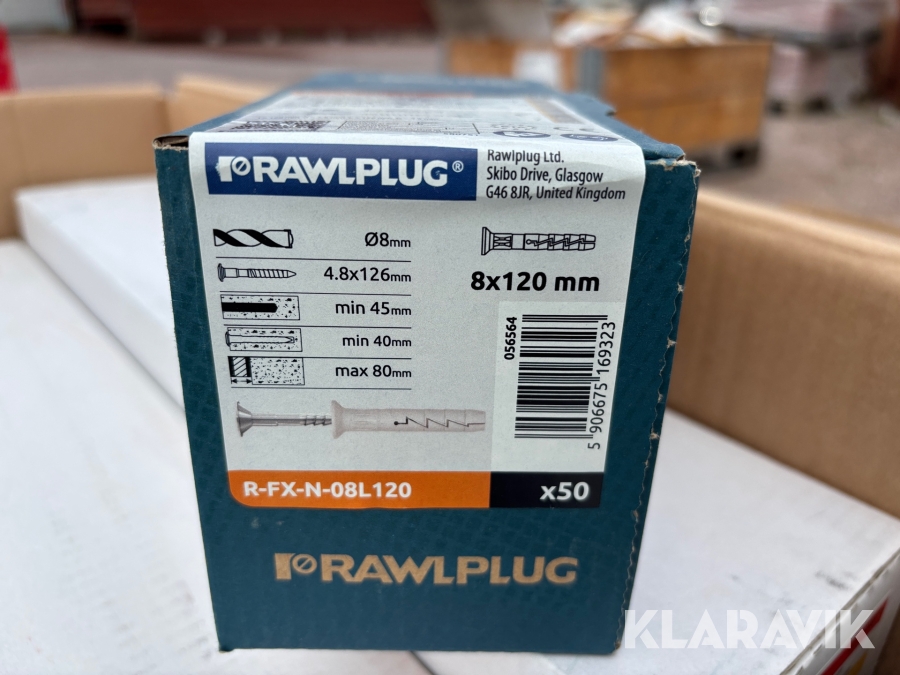 RAWLPLUG®
Rawlplug Ltd.
Skibo Drive, Glasgow
G46 8JR, United Kingdom
Ø8mm
4.8x126mm
8x120 mm
min 45mm
min 40mm
max 80mm
056564
5 906675 169323
R-FX-N-08L120
x50
RAWLPLUG
KLARAVIK